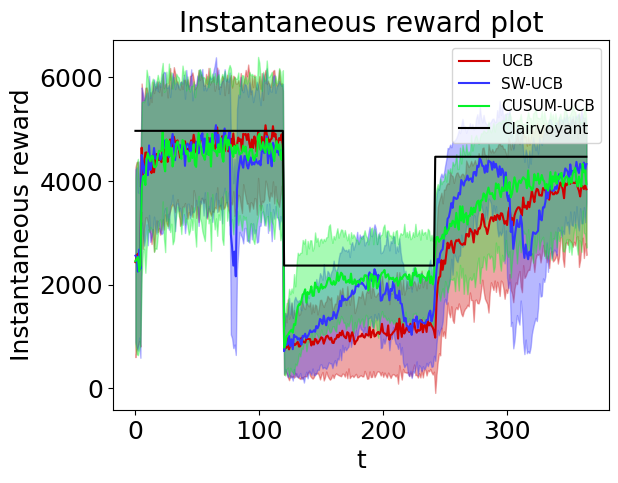 Instantaneous reward plot
Instantaneous reward
6000
4000
2000
0
0 100 200 300
t
UCB
SW-UCB
CUSUM-UCB
Clairvoyant